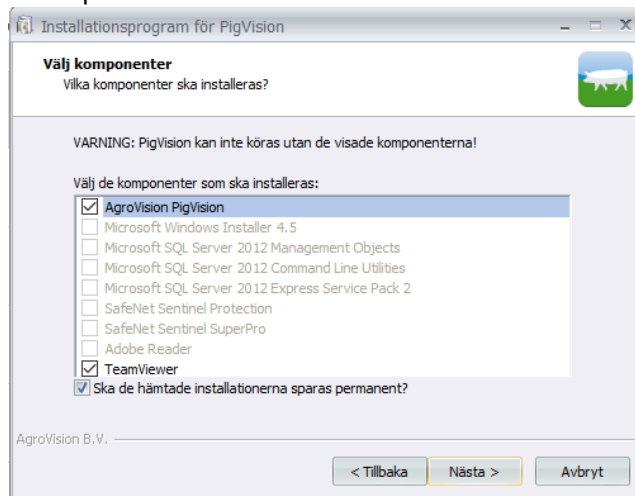 Installationsprogram för PigVision
Välj komponenter
Vilka komponenter ska installeras?
VARNING: PigVision kan inte köras utan de visade komponenterna!
Välj de komponenter som ska installeras:
AgroVision PigVision
Microsoft Windows Installer 4.5
Microsoft SQL Server 2012 Management Objects
Microsoft SQL Server 2012 Command Line Utilities
Microsoft SQL Server 2012 Express Service Pack 2
SafeNet Sentinel Protection
SafeNet Sentinel SuperPro
Adobe Reader
TeamViewer
Ska de hämtade installationerna sparas permanent?
AgroVision B.V.
< Tillbaka Nästa > Avbryt